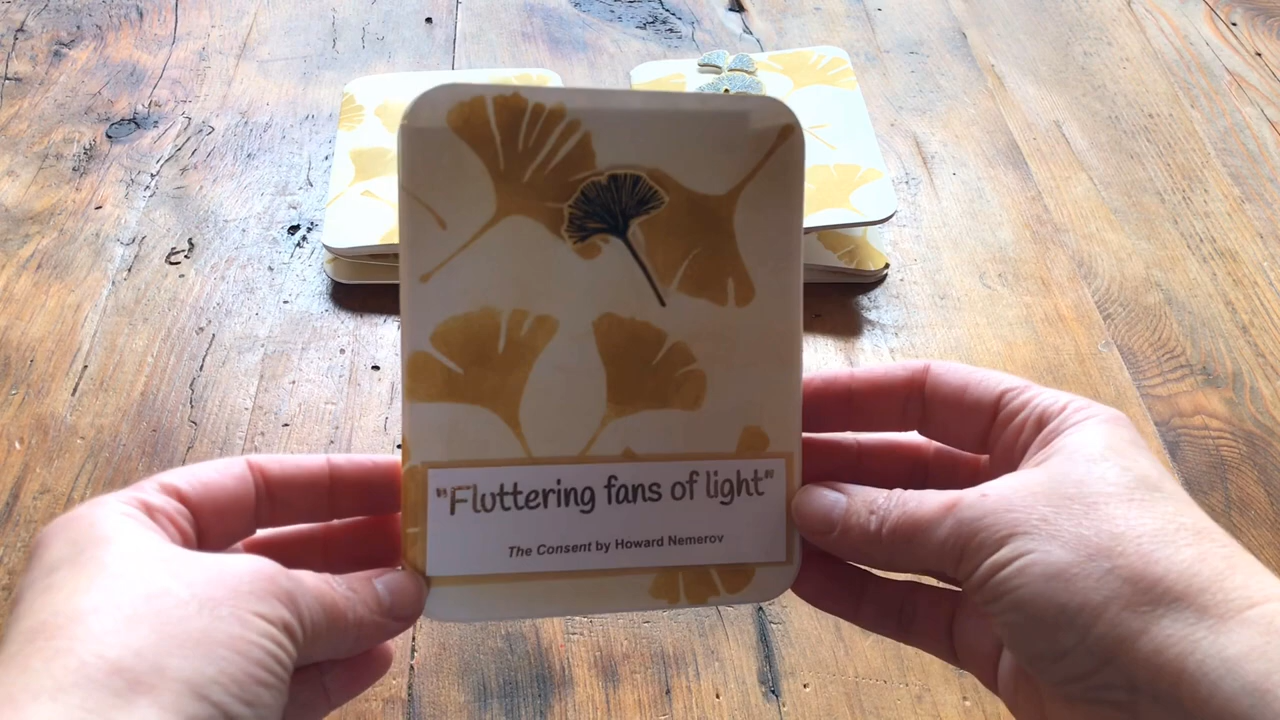 "Fluttering fans of light"
The Consent by Howard Nemerov